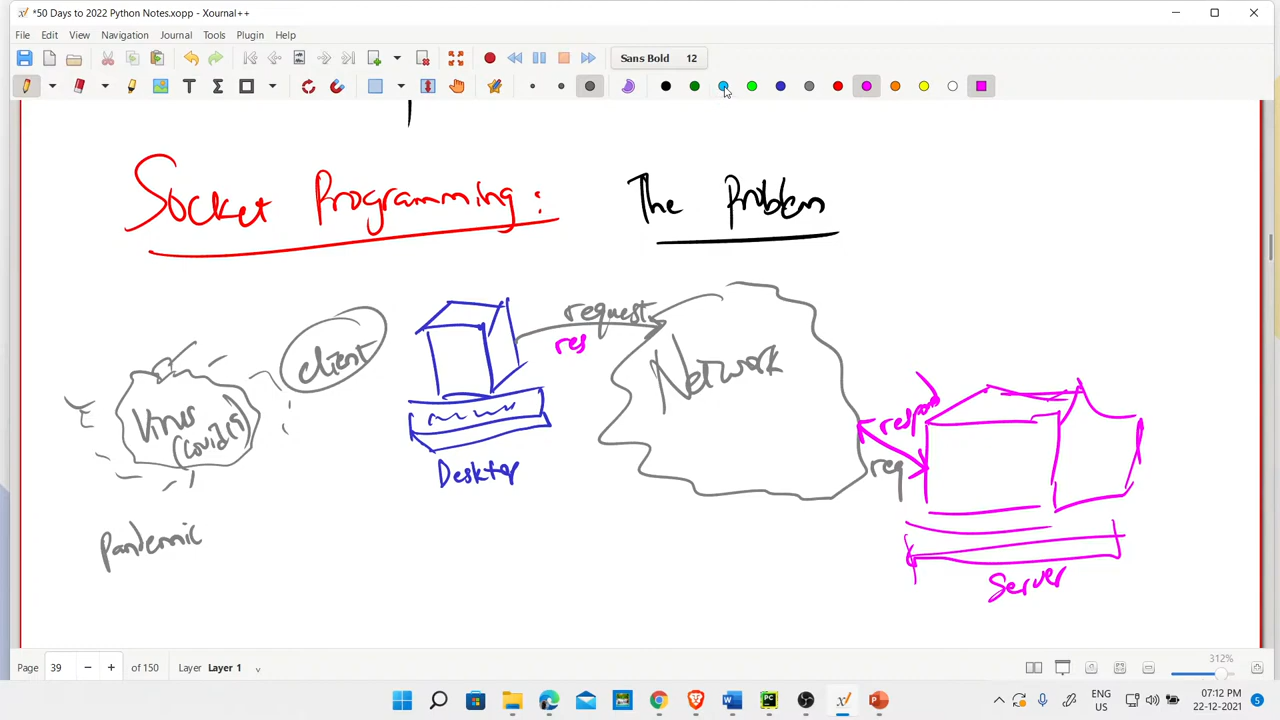 *50 Days to 2022 Python Notes.xopp - Xournal++
File Edit View Navigation Journal Tools Plugin Help
Sans Bold 12
Socket Programming: The Problem
request
res
client
Network
Virus
(Covid19)
respond
req
Desktop
pandemic
Server
Page 39 of 150 Layer Layer 1 312%
ENG
US
07:12 PM
22-12-2021
5